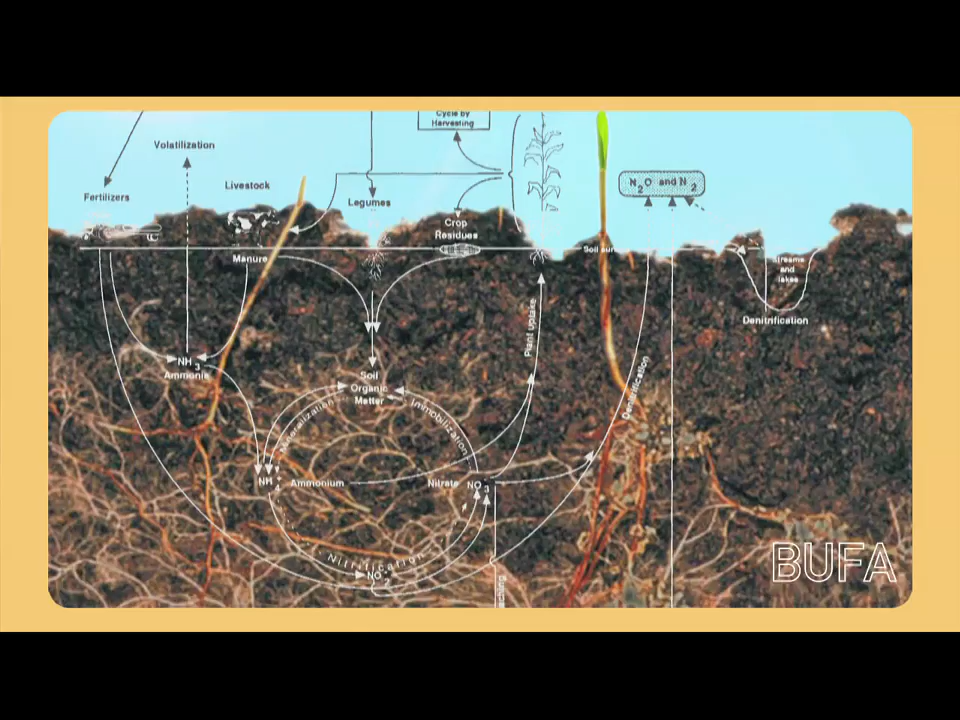 Cycle by
Harvesting
Volatilization
Livestock
Fertilizers
Legumes
N2O and N2
Crop
Residues
Soil sur
Manure
Streams
and
lakes
Denitrification
Plant uptake
NH3
Ammonia
Soil
Organic
Matter
Mineralization
Immobilization
Denitrification
NH4
Ammonium
Nitrate
NO3
Nitrification
NO2
BUFA